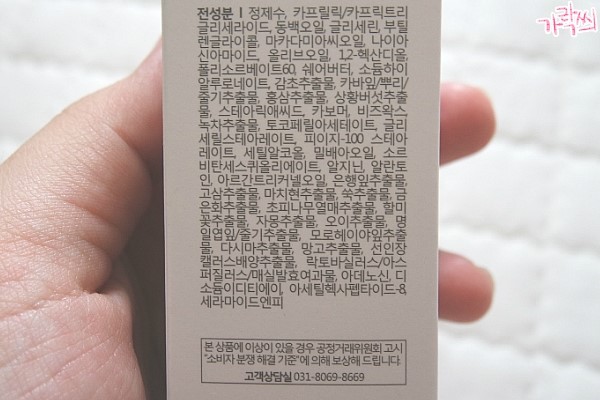 가락씨
전성분 | 정제수, 카프릴릭/카프릭트리
글리세라이드, 동백오일, 글리세린, 부틸
렌글라이콜, 마카다미아씨오일, 나이아
신아마이드, 올리브오일, 1,2-헥산디올,
폴리소르베이트60, 쉐어버터, 소듐하이
알루로네이트, 감초추출물, 카바잎/뿌리/
줄기추출물, 홍삼추출물, 상황버섯추출
물, 스테아릭애씨드, 카보머, 비즈왁스
녹차추출물, 토코페릴아세테이트, 글리
세릴스테아레이트, 피이지-100 스테아
레이트, 세틸알코올, 밀배아오일, 소르
비탄세스퀴올리에이트, 알지닌, 알란토
인, 아르간트리커넬오일, 은행잎추출물,
고삼추출물, 마치현추출물, 쑥추출물, 금
은화추출물, 초피나무열매추출물, 할미
꽃추출물, 자몽추출물, 오이추출물, 명
일엽잎/줄기추출물, 모로헤이야잎추출
물, 다시마추출물, 망고추출물, 선인장
캘러스배양추출물, 락토바실러스/아스
퍼질러스/매실발효여과물, 아데노신, 디
소듐이디티에이, 아세틸헥사펩타이드-8,
세라마이드엔피
본 상품에 이상이 있을 경우 공정거래위원회 고시
"소비자 분쟁 해결 기준"에 의해 보상해 드립니다.
고객상담실 031-8069-8669